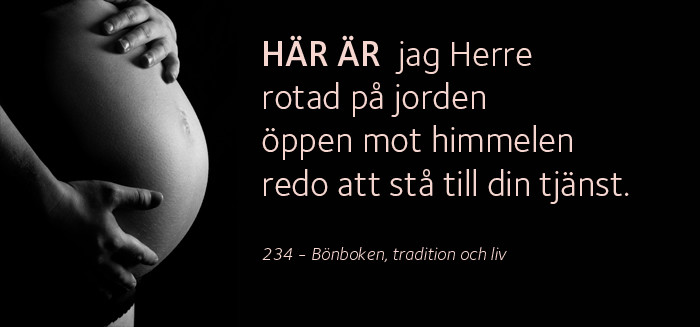 HÄR ÄR jag Herre
rotad på jorden
öppen mot himmelen
redo att stå till din tjänst.
234 – Bönboken, tradition och liv